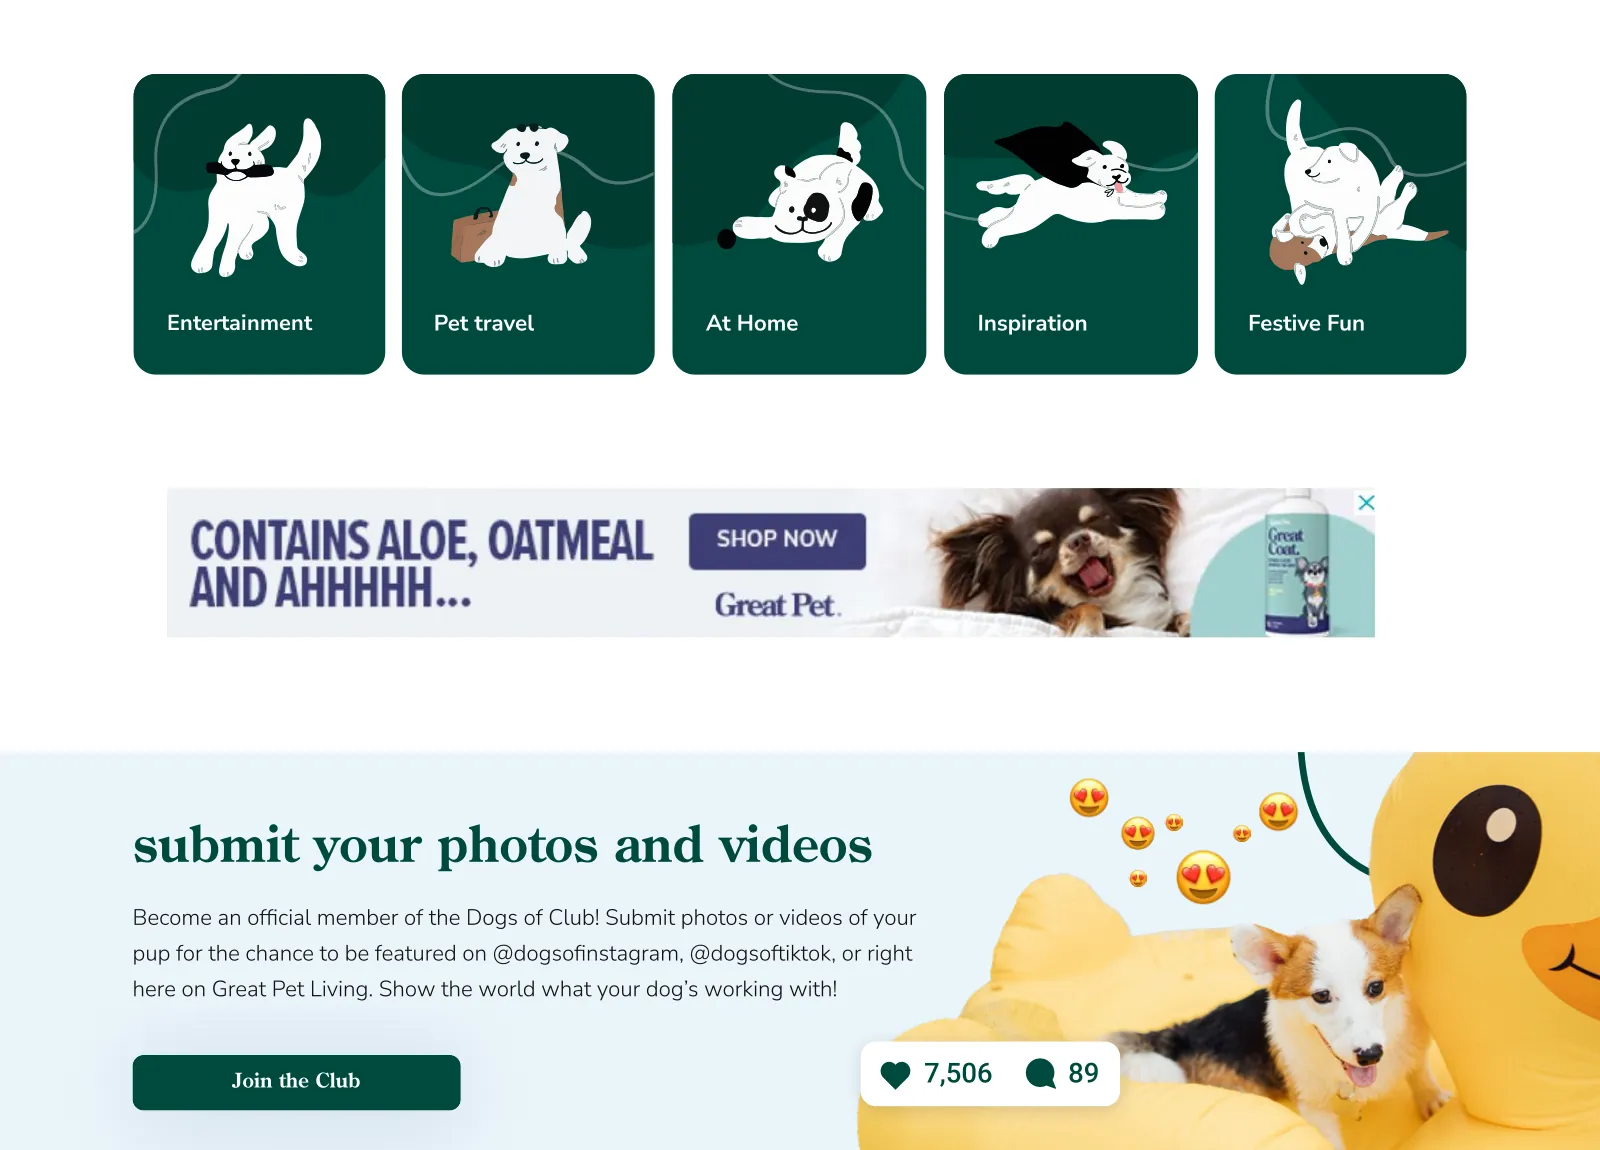 Entertainment
Pet travel
At Home
Inspiration
Festive Fun
CONTAINS ALOE, OATMEAL
AND AHHHHH...
SHOP NOW
Great Pet.
Great
Coat.
submit your photos and videos
Become an official member of the Dogs of Club! Submit photos or videos of your
pup for the chance to be featured on @dogsofinstagram, @dogsoftiktok, or right
here on Great Pet Living. Show the world what your dog’s working with!
Join the Club
7,506
89